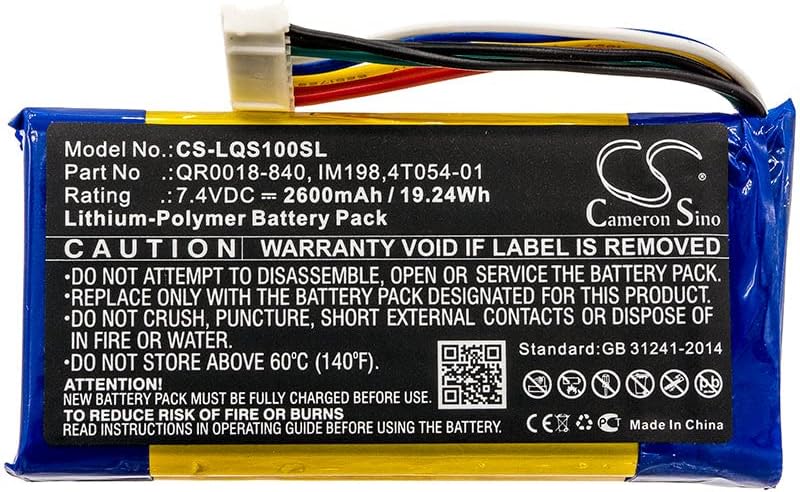 Model No.: CS-LQS100SL
Part No : QR0018-840, IM198,4T054-01
Rating : 7.4VDC ⎓ 2600mAh / 19.24Wh
Lithium-Polymer Battery Pack
CS
Cameron Sino
CAUTION WARRANTY VOID IF LABEL IS REMOVED
•DO NOT ATTEMPT TO DISASSEMBLE, OPEN OR SERVICE THE BATTERY PACK.
•REPLACE ONLY WITH THE BATTERY PACK DESIGNATED FOR THIS PRODUCT.
•DO NOT CRUSH, PUNCTURE, SHORT EXTERNAL CONTACTS OR DISPOSE OF
IN FIRE OR WATER.
•DO NOT STORE ABOVE 60°C (140°F).
ATTENTION:
NEW BATTERY PACK MUST BE FULLY CHARGED BEFORE USE.
TO REDUCE RISK OF FIRE OR BURNS
READ INSTRUCTIONS IN OPERATING GUIDE BEFORE USING THE BATTERY.
Standard:GB 31241-2014
Made In China